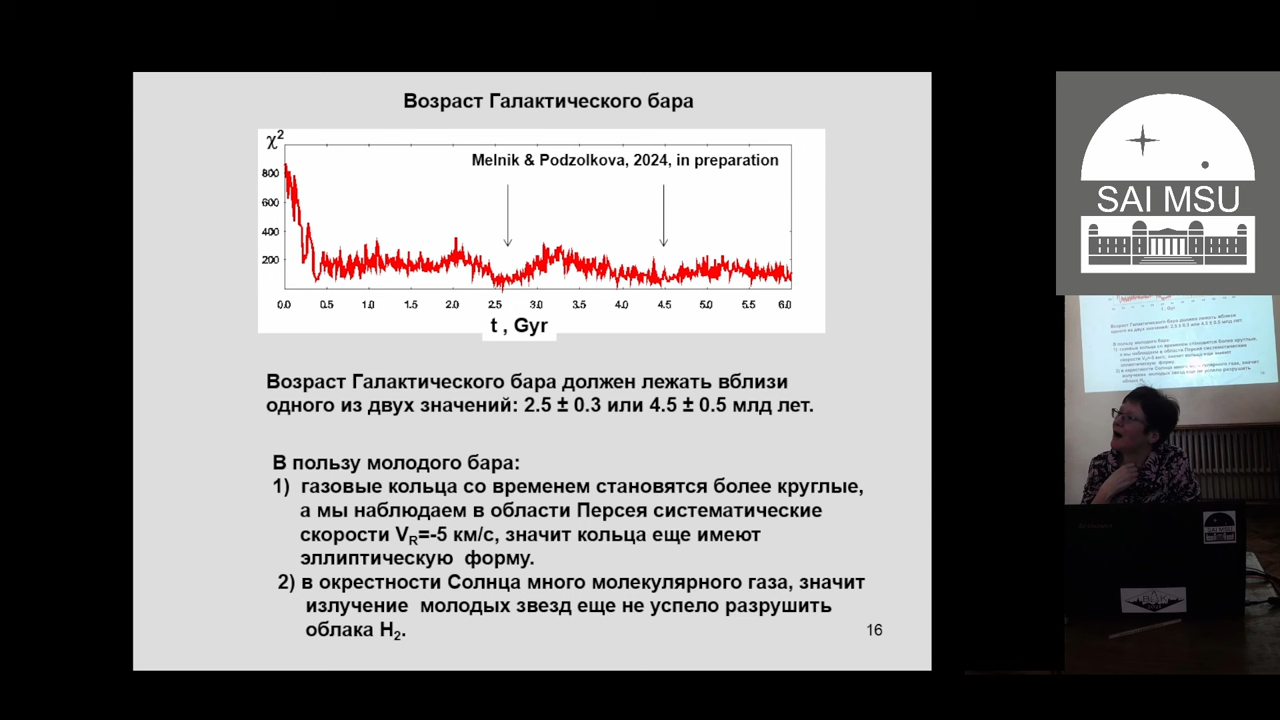 Возраст Галактического бара
χ²
Melnik & Podzolkova, 2024, in preparation
800
600
400
200
0.0 0.5 1.0 1.5 2.0 2.5 3.0 3.5 4.0 4.5 5.0 5.5 6.0
t , Gyr
Возраст Галактического бара должен лежать вблизи
одного из двух значений: 2.5 ± 0.3 или 4.5 ± 0.5 млд лет.
В пользу молодого бара:
1) газовые кольца со временем становятся более круглые,
а мы наблюдаем в области Персея систематические
скорости V_R=-5 км/с, значит кольца еще имеют
эллиптическую форму.
2) в окрестности Солнца много молекулярного газа, значит
излучение молодых звезд еще не успело разрушить
облака H₂.
16
SAI MSU